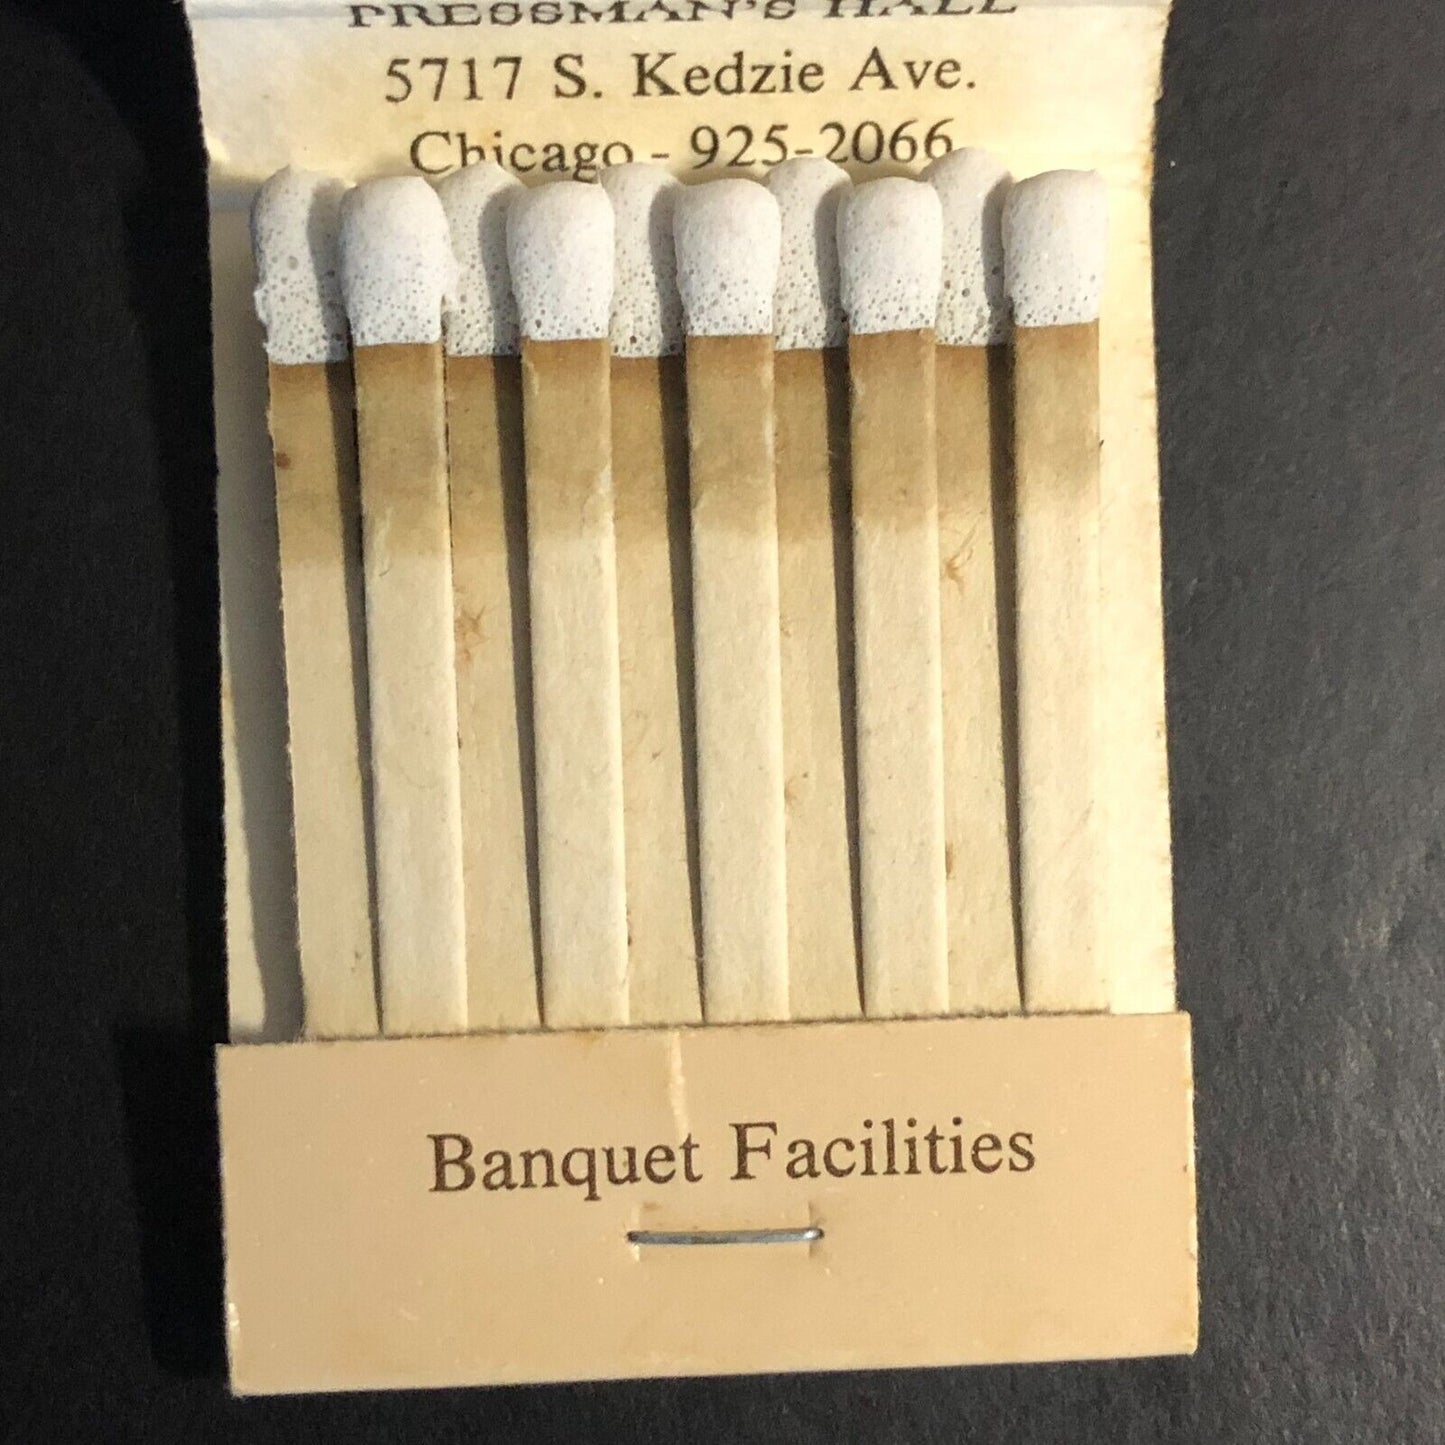 PRESSMAN'S HALL
5717 S. Kedzie Ave.
Chicago - 925-2066
Banquet Facilities